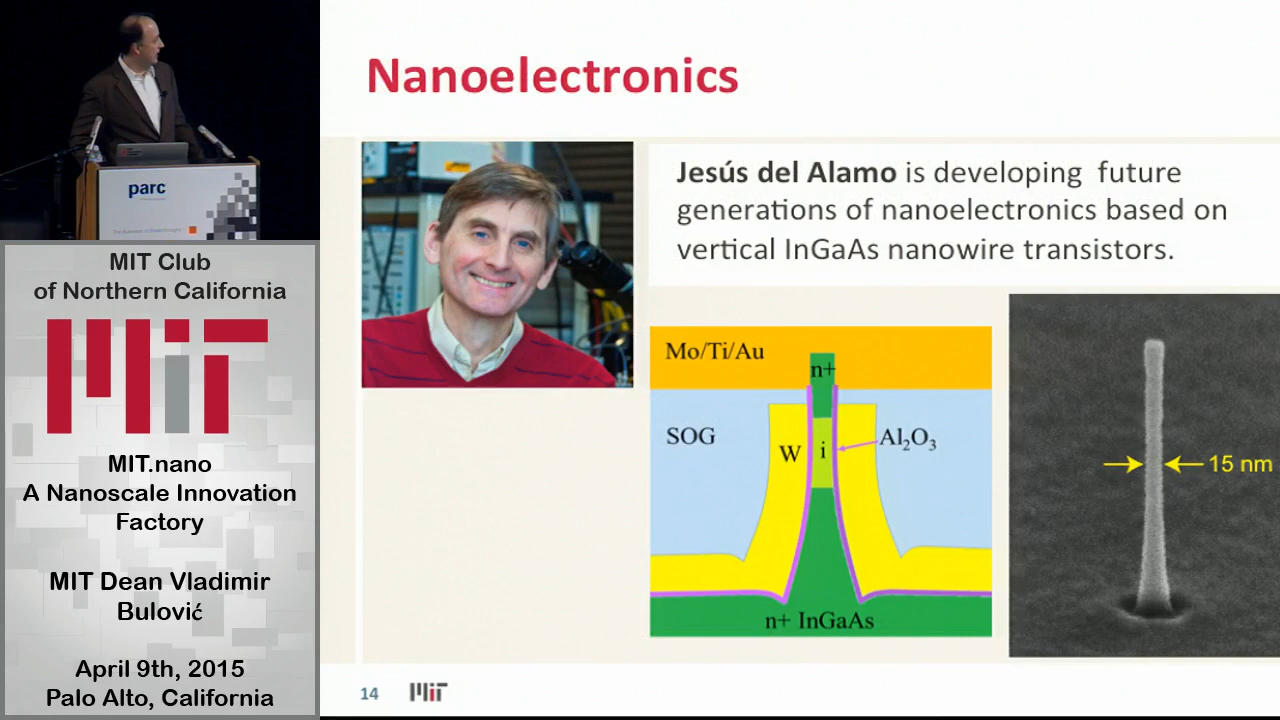 parc
MIT Club
of Northern California
MIT
MIT.nano
A Nanoscale Innovation
Factory
MIT Dean Vladimir
Bulović
April 9th, 2015
Palo Alto, California
Nanoelectronics
Jesús del Alamo is developing future
generations of nanoelectronics based on
vertical InGaAs nanowire transistors.
Mo/Ti/Au
n+
SOG
W
i
Al₂O₃
n+ InGaAs
15 nm
14
MIT